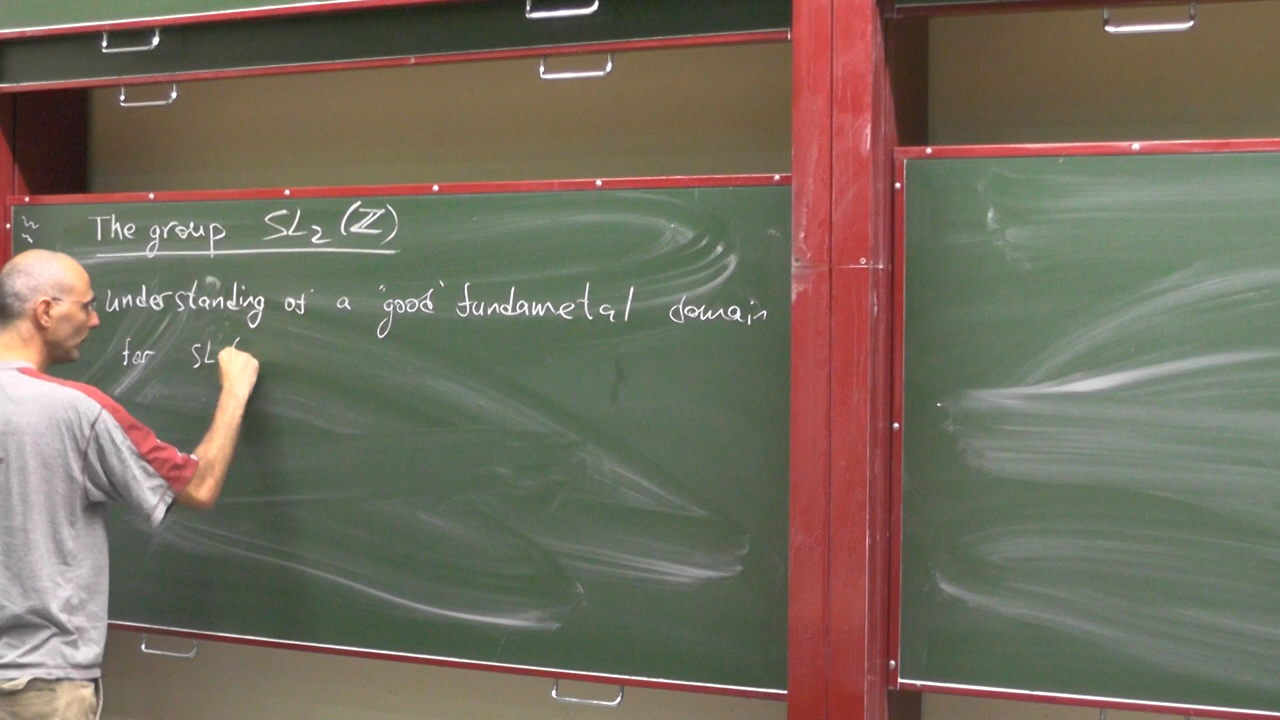 The group SL₂(ℤ)
understanding of a 'good' fundametal domain
for SL